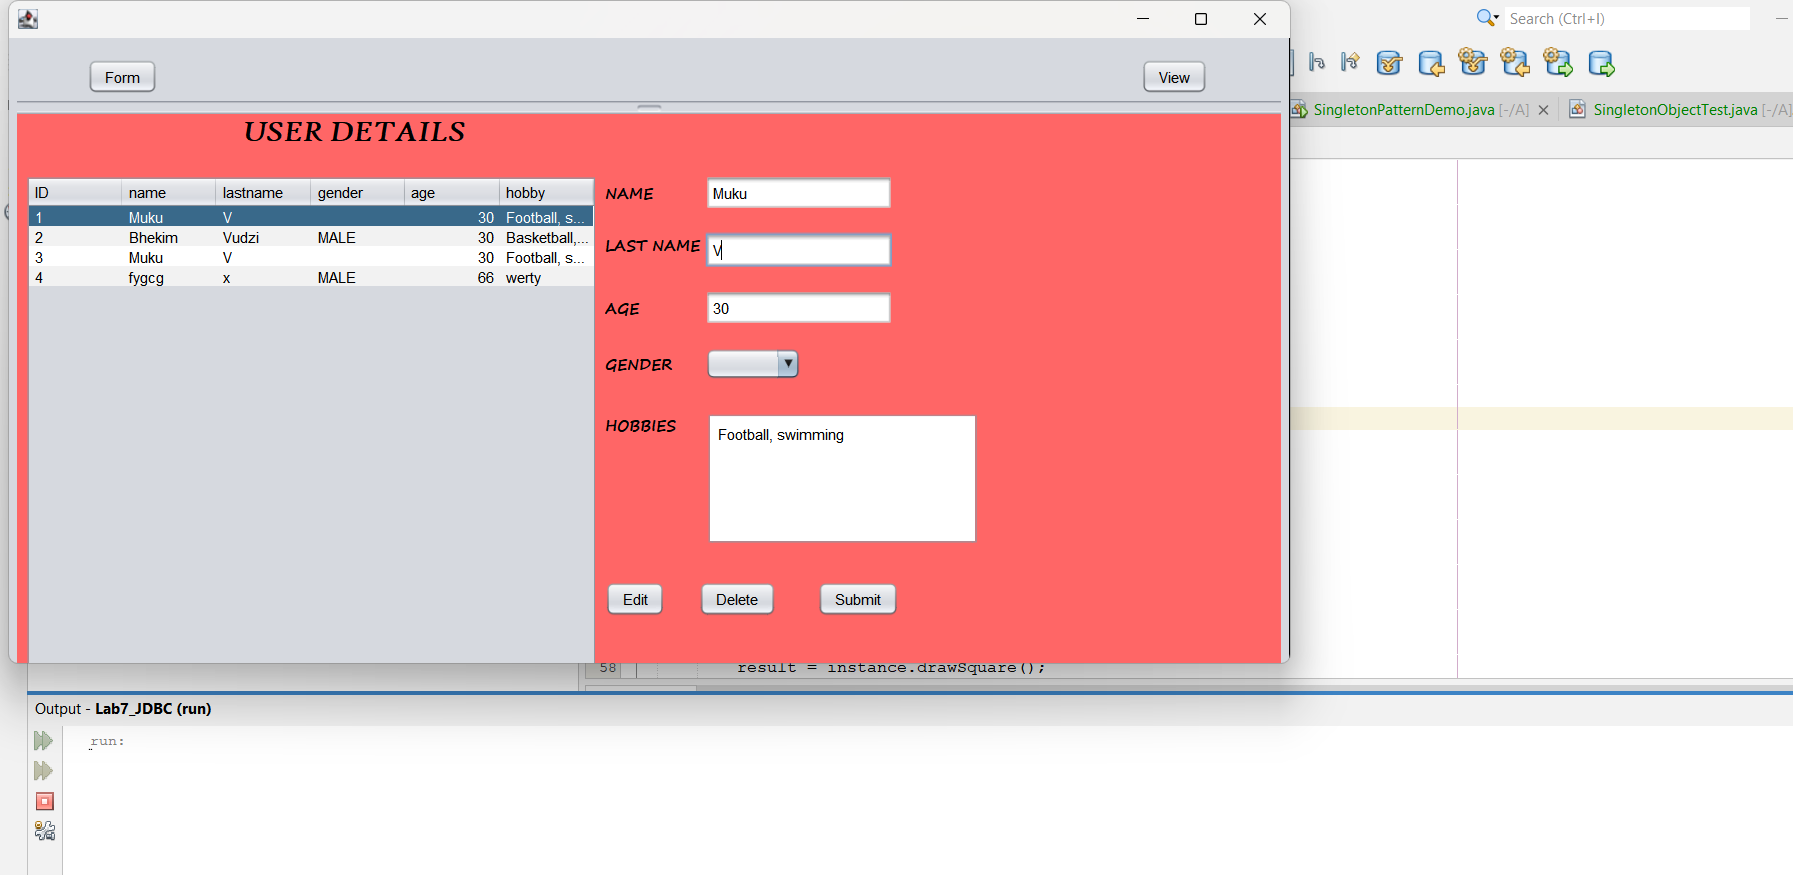 Search (Ctrl+I)
Form
View
SingletonPatternDemo.java [-/A]
SingletonObjectTest.java [-/A]
USER DETAILS
ID name lastname gender age hobby
1 Muku V 30 Football, s...
2 Bhekim Vudzi MALE 30 Basketball,...
3 Muku V 30 Football, s...
4 fygcg x MALE 66 werty
NAME Muku
LAST NAME V
AGE 30
GENDER
HOBBIES Football, swimming
Edit Delete Submit
58 result = instance.drawSquare();
Output - Lab7_JDBC (run)
run: